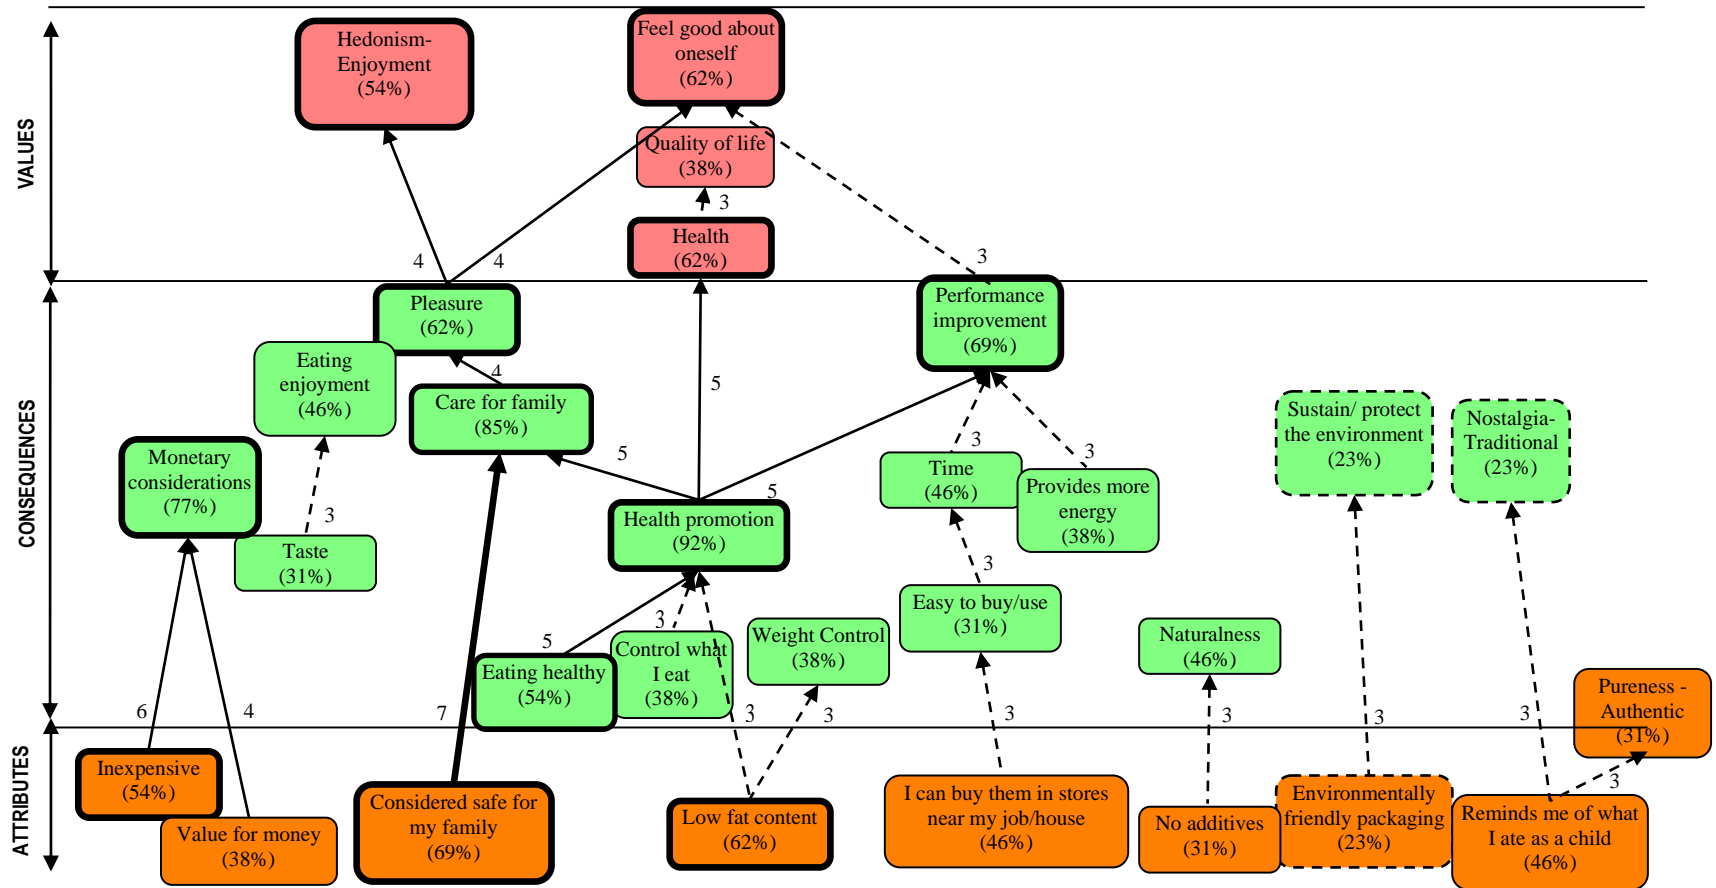 VALUES
Hedonism-
Enjoyment
(54%)
Feel good about
oneself
(62%)
Quality of life
(38%)
3
Health
(62%)
4
4
3
CONSEQUENCES
Pleasure
(62%)
Performance
improvement
(69%)
Eating
enjoyment
(46%)
4
Care for family
(85%)
5
Sustain/ protect
the environment
(23%)
Nostalgia-
Traditional
(23%)
Monetary
considerations
(77%)
3
Taste
(31%)
5
5
Health promotion
(92%)
3
Time
(46%)
3
Provides more
energy
(38%)
3
Easy to buy/use
(31%)
5
Eating healthy
(54%)
3
Control what
I eat
(38%)
Weight Control
(38%)
Naturalness
(46%)
Pureness -
Authentic
(31%)
6
4
7
3
3
3
3
3
3
3
ATTRIBUTES
Inexpensive
(54%)
Value for money
(38%)
Considered safe for
my family
(69%)
Low fat content
(62%)
I can buy them in stores
near my job/house
(46%)
No additives
(31%)
Environmentally
friendly packaging
(23%)
Reminds me of what
I ate as a child
(46%)